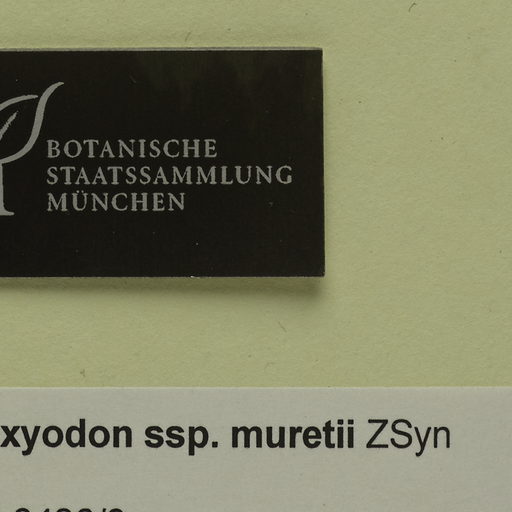 BOTANISCHE
STAATSSAMMLUNG
MÜNCHEN
xyodon ssp. muretii ZSyn